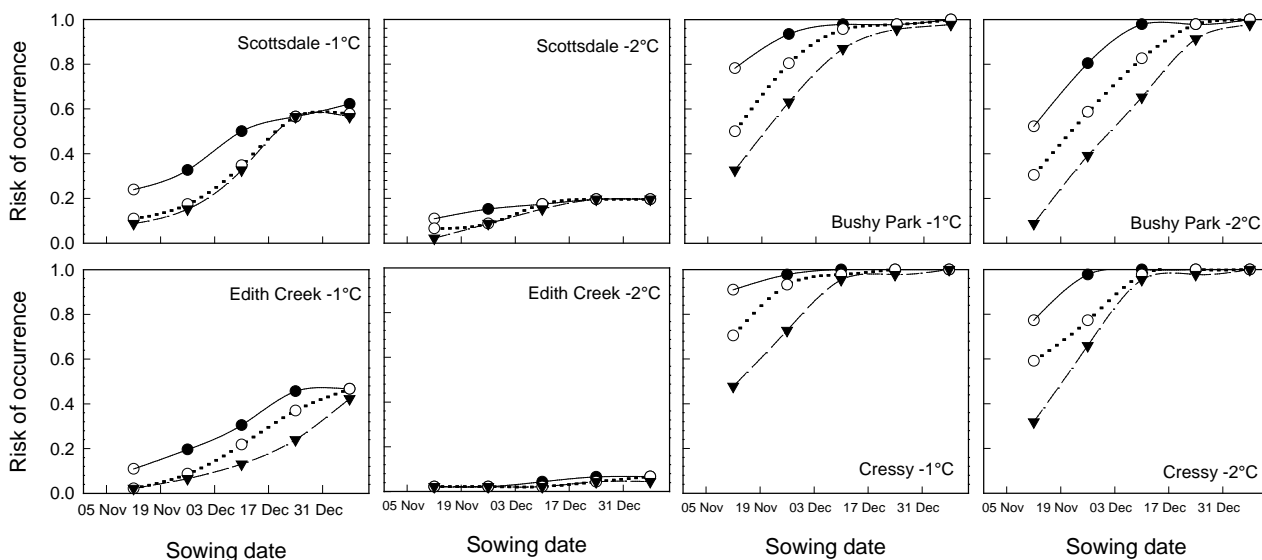 1.0
0.8
0.6
0.4
0.2
0.0
Risk of occurrence
Scottsdale -1°C
Scottsdale -2°C
Bushy Park -1°C
Bushy Park -2°C
1.0
0.8
0.6
0.4
0.2
0.0
Risk of occurrence
Edith Creek -1°C
Edith Creek -2°C
Cressy -1°C
Cressy -2°C
05 Nov 19 Nov 03 Dec 17 Dec 31 Dec
05 Nov 19 Nov 03 Dec 17 Dec 31 Dec
05 Nov 19 Nov 03 Dec 17 Dec 31 Dec
05 Nov 19 Nov 03 Dec 17 Dec 31 Dec
Sowing date
Sowing date
Sowing date
Sowing date